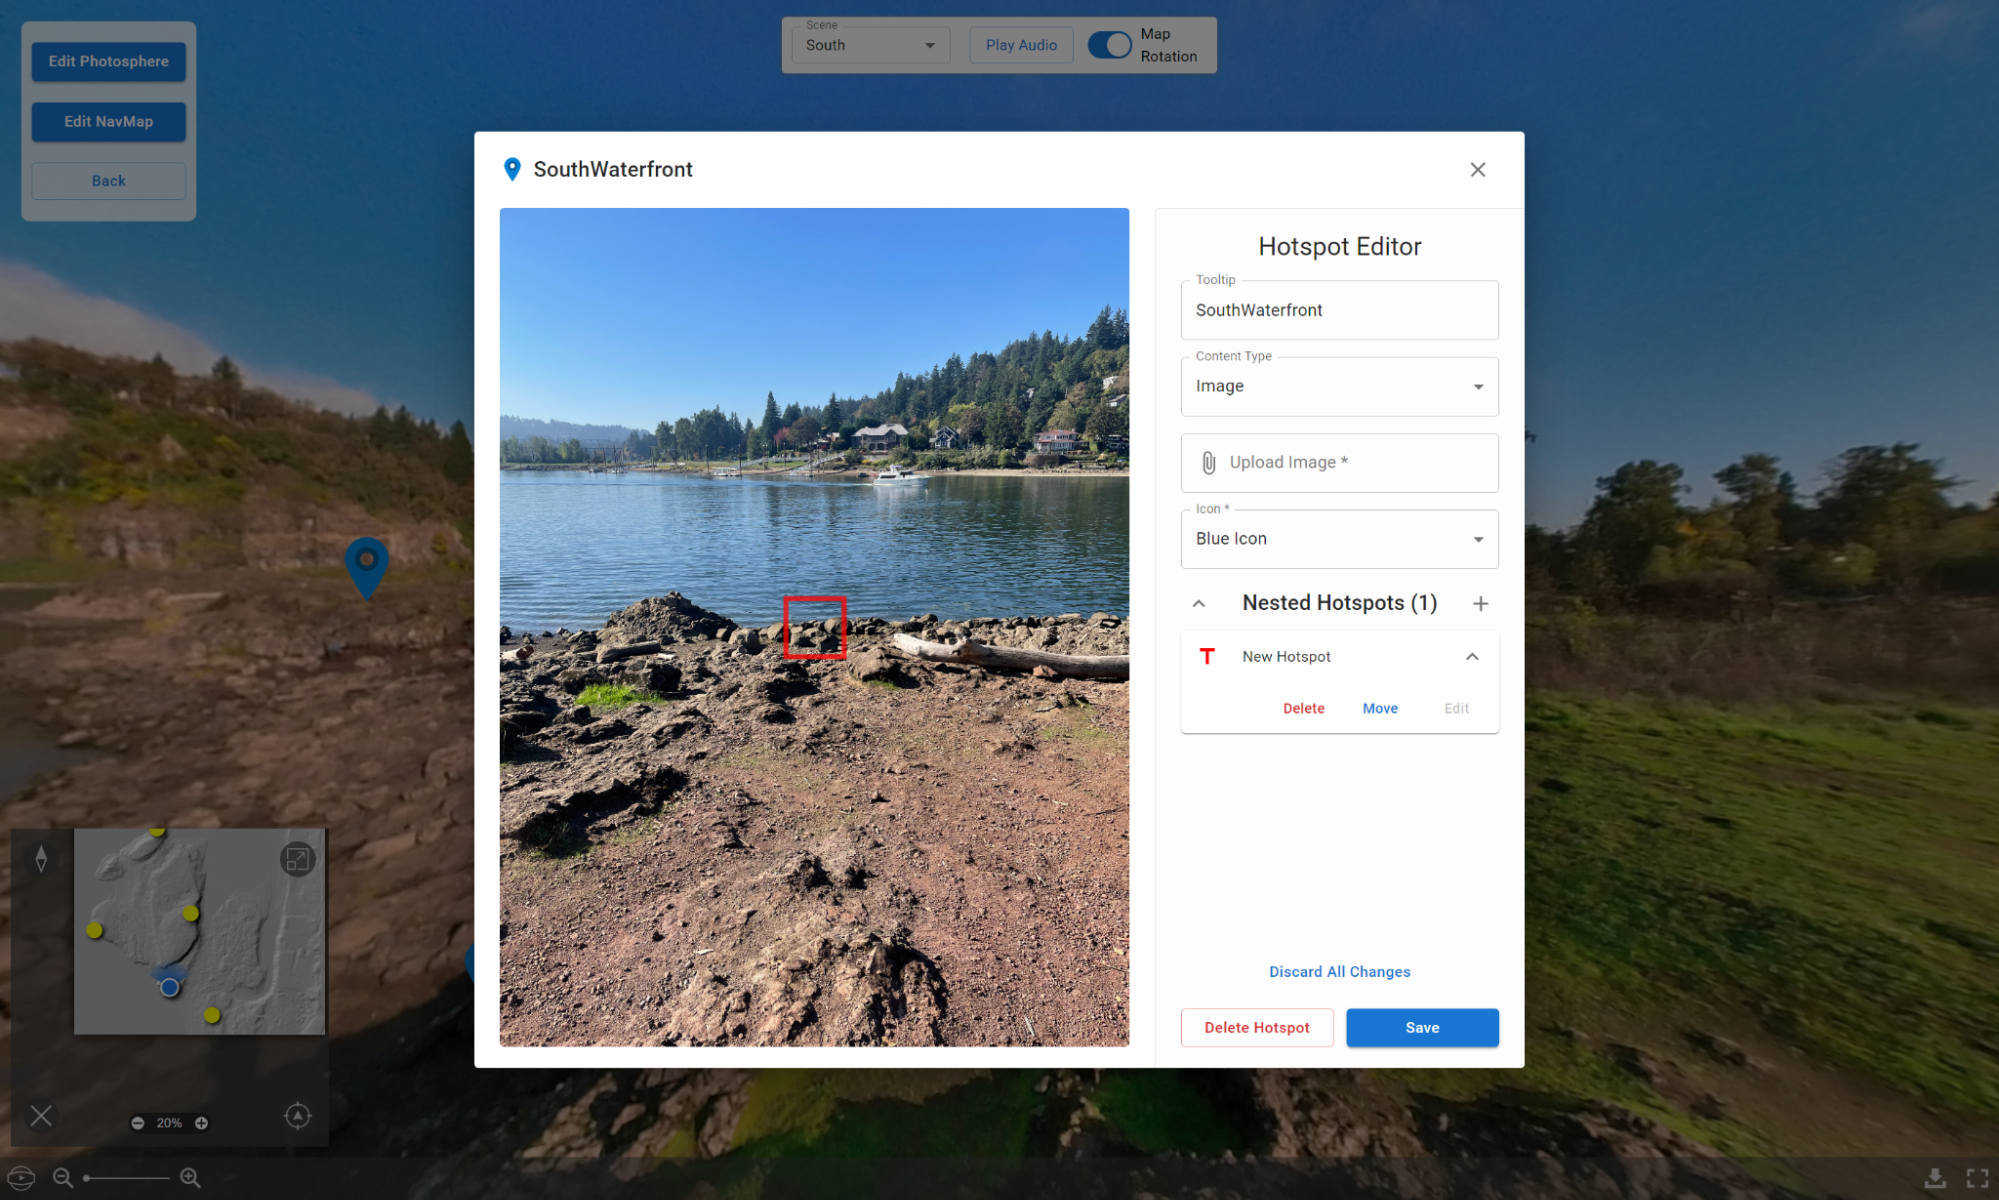 Edit Photosphere
Edit NavMap
Back
Scene
South
Play Audio
Map
Rotation
SouthWaterfront
Hotspot Editor
Tooltip
SouthWaterfront
Content Type
Image
Upload Image *
Icon *
Blue Icon
Nested Hotspots (1)
T New Hotspot
Delete Move Edit
Discard All Changes
Delete Hotspot Save
20%